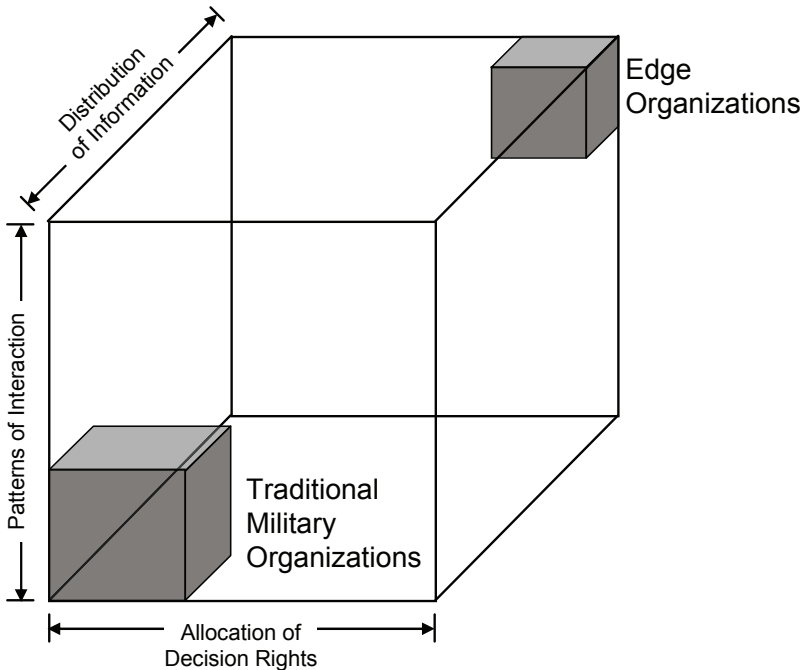 Distribution
of Information
Edge
Organizations
Patterns of Interaction
Traditional
Military
Organizations
Allocation of
Decision Rights